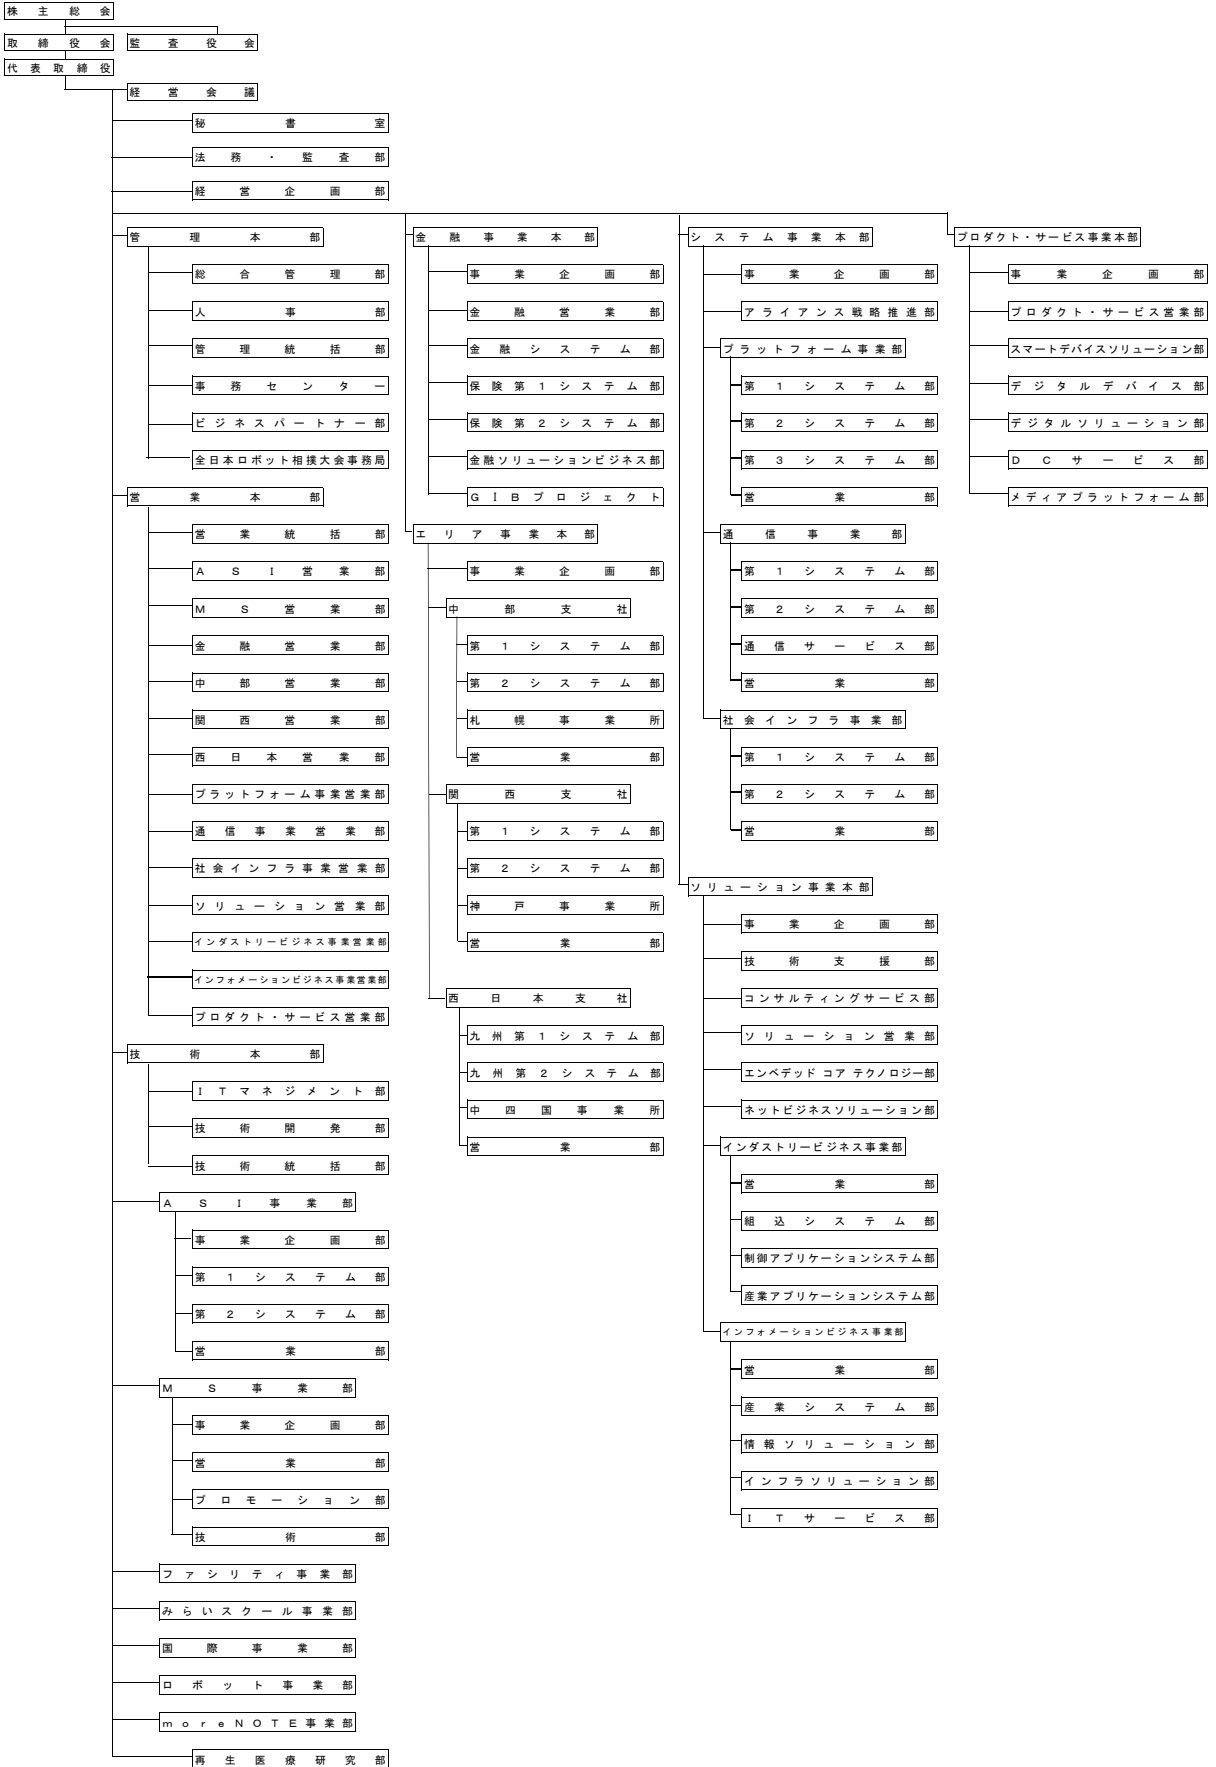 株主総会
取締役会
監査役会
代表取締役
経営会議
秘書室
法務・監査部
経営企画部
管理本部
総合管理部
人事部
管理統括部
事務センター
ビジネスパートナー部
全日本ロボット相撲大会事務局
営業本部
営業統括部
ASI営業部
MS営業部
金融営業部
中部営業部
関西営業部
西日本営業部
プラットフォーム事業営業部
通信事業営業部
社会インフラ事業営業部
ソリューション営業部
インダストリービジネス事業営業部
インフォメーションビジネス事業営業部
プロダクト・サービス営業部
技術本部
ITマネジメント部
技術開発部
技術統括部
ASI事業部
事業企画部
第1システム部
第2システム部
営業部
MS事業部
事業企画部
営業部
プロモーション部
技術部
ファシリティ事業部
みらいスクール事業部
国際事業部
ロボット事業部
moreNOTE事業部
再生医療研究部
金融事業本部
事業企画部
金融営業部
金融システム部
保険第1システム部
保険第2システム部
金融ソリューションビジネス部
GIBプロジェクト
エリア事業本部
事業企画部
中部支社
第1システム部
第2システム部
札幌事業所
営業部
関西支社
第1システム部
第2システム部
神戸事業所
営業部
西日本支社
九州第1システム部
九州第2システム部
中四国事業所
営業部
システム事業本部
事業企画部
アライアンス戦略推進部
プラットフォーム事業部
第1システム部
第2システム部
第3システム部
営業部
通信事業部
第1システム部
第2システム部
通信サービス部
営業部
社会インフラ事業部
第1システム部
第2システム部
営業部
ソリューション事業本部
事業企画部
技術支援部
コンサルティングサービス部
ソリューション営業部
エンベデッド コア テクノロジー部
ネットビジネスソリューション部
インダストリービジネス事業部
営業部
組込システム部
制御アプリケーションシステム部
産業アプリケーションシステム部
インフォメーションビジネス事業部
営業部
産業システム部
情報ソリューション部
インフラソリューション部
ITサービス部
プロダクト・サービス事業本部
事業企画部
プロダクト・サービス営業部
スマートデバイスソリューション部
デジタルデバイス部
デジタルソリューション部
DCサービス部
メディアプラットフォーム部